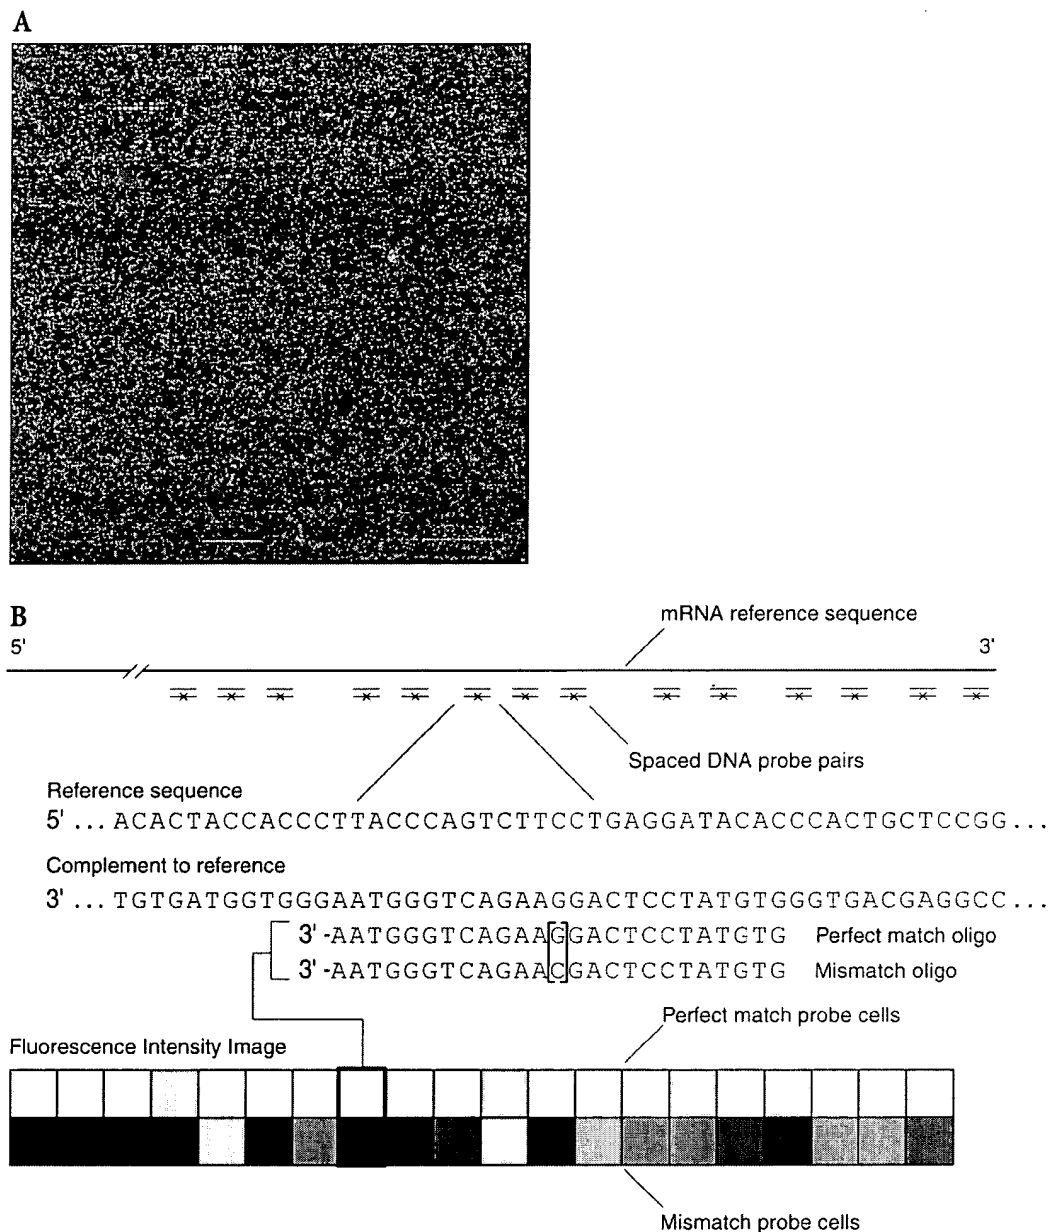 A
B
mRNA reference sequence
5'
3'
Spaced DNA probe pairs
Reference sequence
5' ... ACACTACCACCCTTACCCAGTCTTCCTGAGGATACACCCACTGCTCCGG...
Complement to reference
3' ... TGTGATGGTGGGAATGGGTCAGAAGGACTCCTATGTGGGTGACGAGGCC...
3' -AATGGGTCAGAAGGACTCCTATGTG
Perfect match oligo
3' -AATGGGTCAGAACGACTCCTATGTG
Mismatch oligo
Perfect match probe cells
Fluorescence Intensity Image
Mismatch probe cells